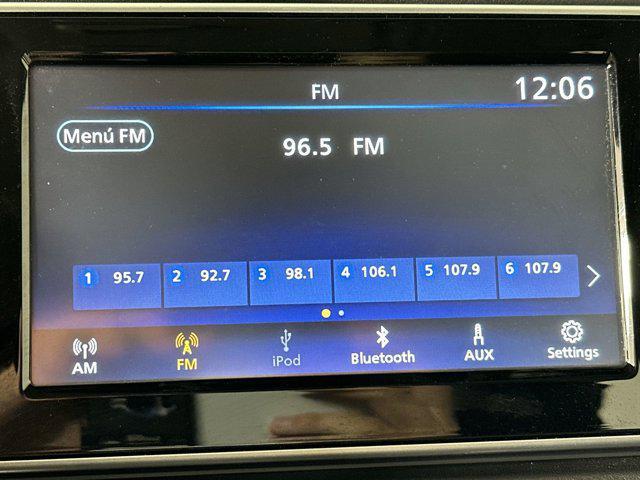 FM 12:06
Menú FM
96.5 FM
1 95.7 2 92.7 3 98.1 4 106.1 5 107.9 6 107.9
AM FM iPod Bluetooth AUX Settings